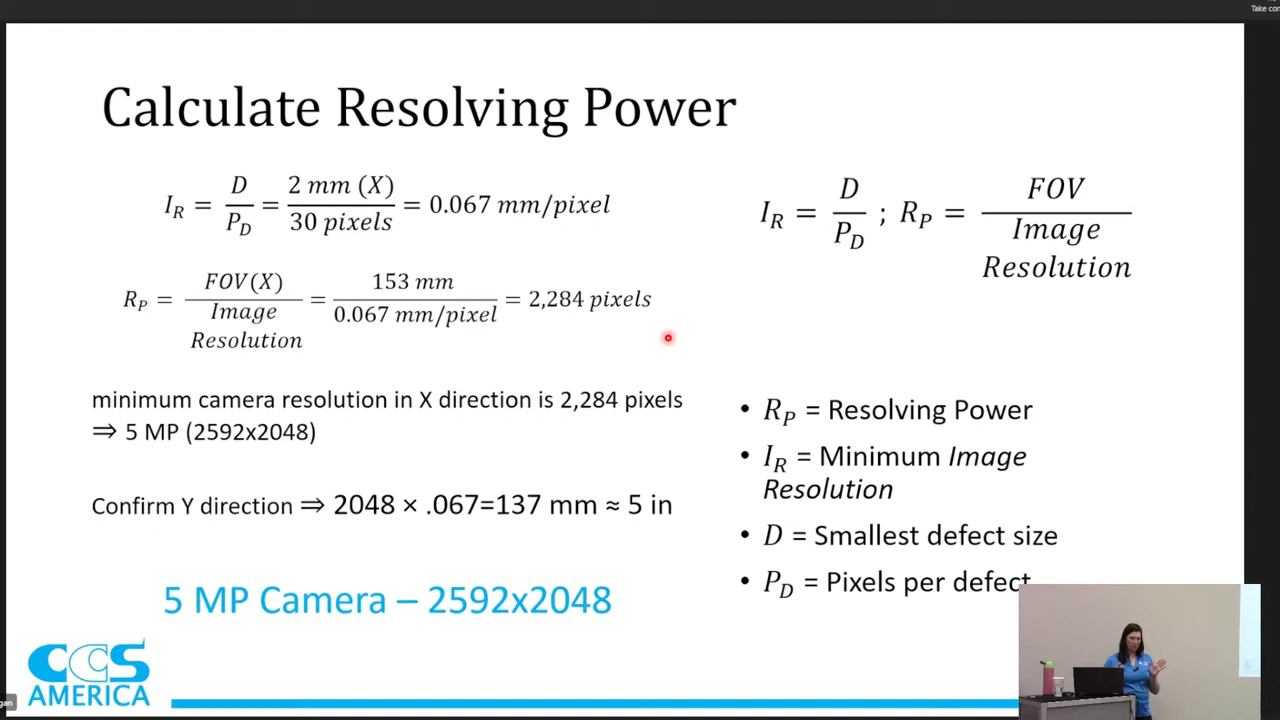 Take con
Calculate Resolving Power
I_R = D / P_D = 2 mm (X) / 30 pixels = 0.067 mm/pixel
R_P = FOV(X) / Image Resolution = 153 mm / 0.067 mm/pixel = 2,284 pixels
minimum camera resolution in X direction is 2,284 pixels
⇒ 5 MP (2592x2048)
Confirm Y direction ⇒ 2048 × .067=137 mm ≈ 5 in
5 MP Camera – 2592x2048
I_R = D / P_D ; R_P = FOV / Image Resolution
• R_P = Resolving Power
• I_R = Minimum Image
Resolution
• D = Smallest defect size
• P_D = Pixels per defect
CCS
AMERICA
gan